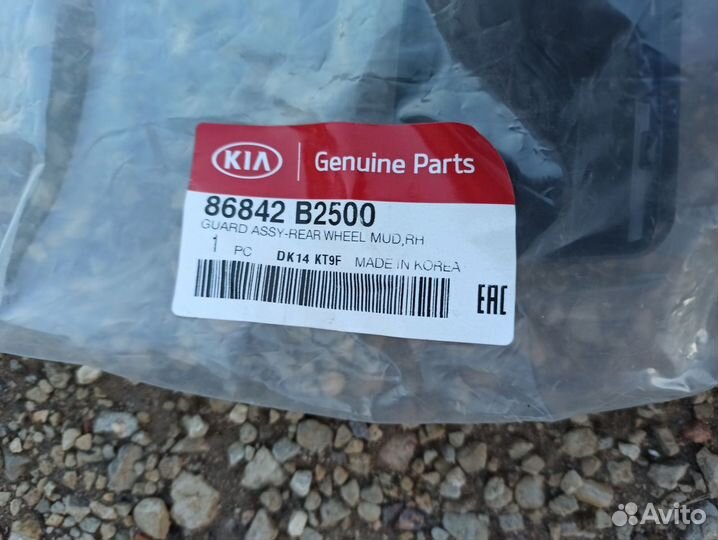 KIA Genuine Parts
86842 B2500
GUARD ASSY-REAR WHEEL MUD,RH
1 PC DK14 KT9F MADE IN KOREA
EAC
Avito